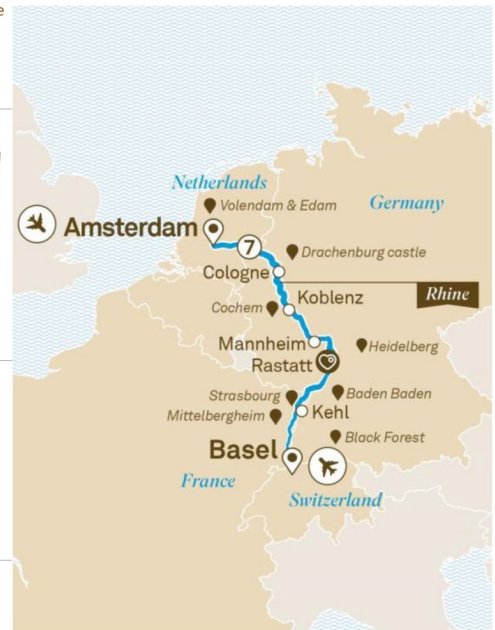 Netherlands
Volendam & Edam
Germany
Amsterdam
7
Drachenburg castle
Cologne
Rhine
Koblenz
Cochem
Mannheim
Heidelberg
Rastatt
Strasbourg
Baden Baden
Mittelbergheim
Kehl
Black Forest
Basel
France
Switzerland